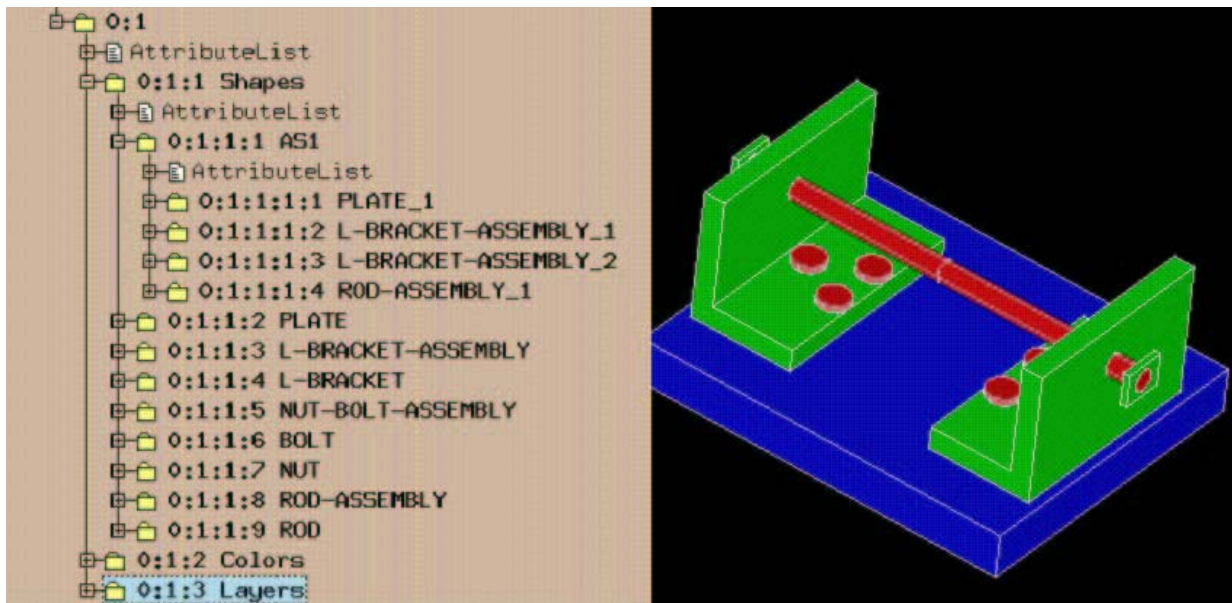 0:1
AttributeList
0:1:1 Shapes
AttributeList
0:1:1:1 AS1
AttributeList
0:1:1:1:1 PLATE_1
0:1:1:1:2 L-BRACKET-ASSEMBLY_1
0:1:1:1:3 L-BRACKET-ASSEMBLY_2
0:1:1:1:4 ROD-ASSEMBLY_1
0:1:1:2 PLATE
0:1:1:3 L-BRACKET-ASSEMBLY
0:1:1:4 L-BRACKET
0:1:1:5 NUT-BOLT-ASSEMBLY
0:1:1:6 BOLT
0:1:1:7 NUT
0:1:1:8 ROD-ASSEMBLY
0:1:1:9 ROD
0:1:2 Colors
0:1:3 Layers